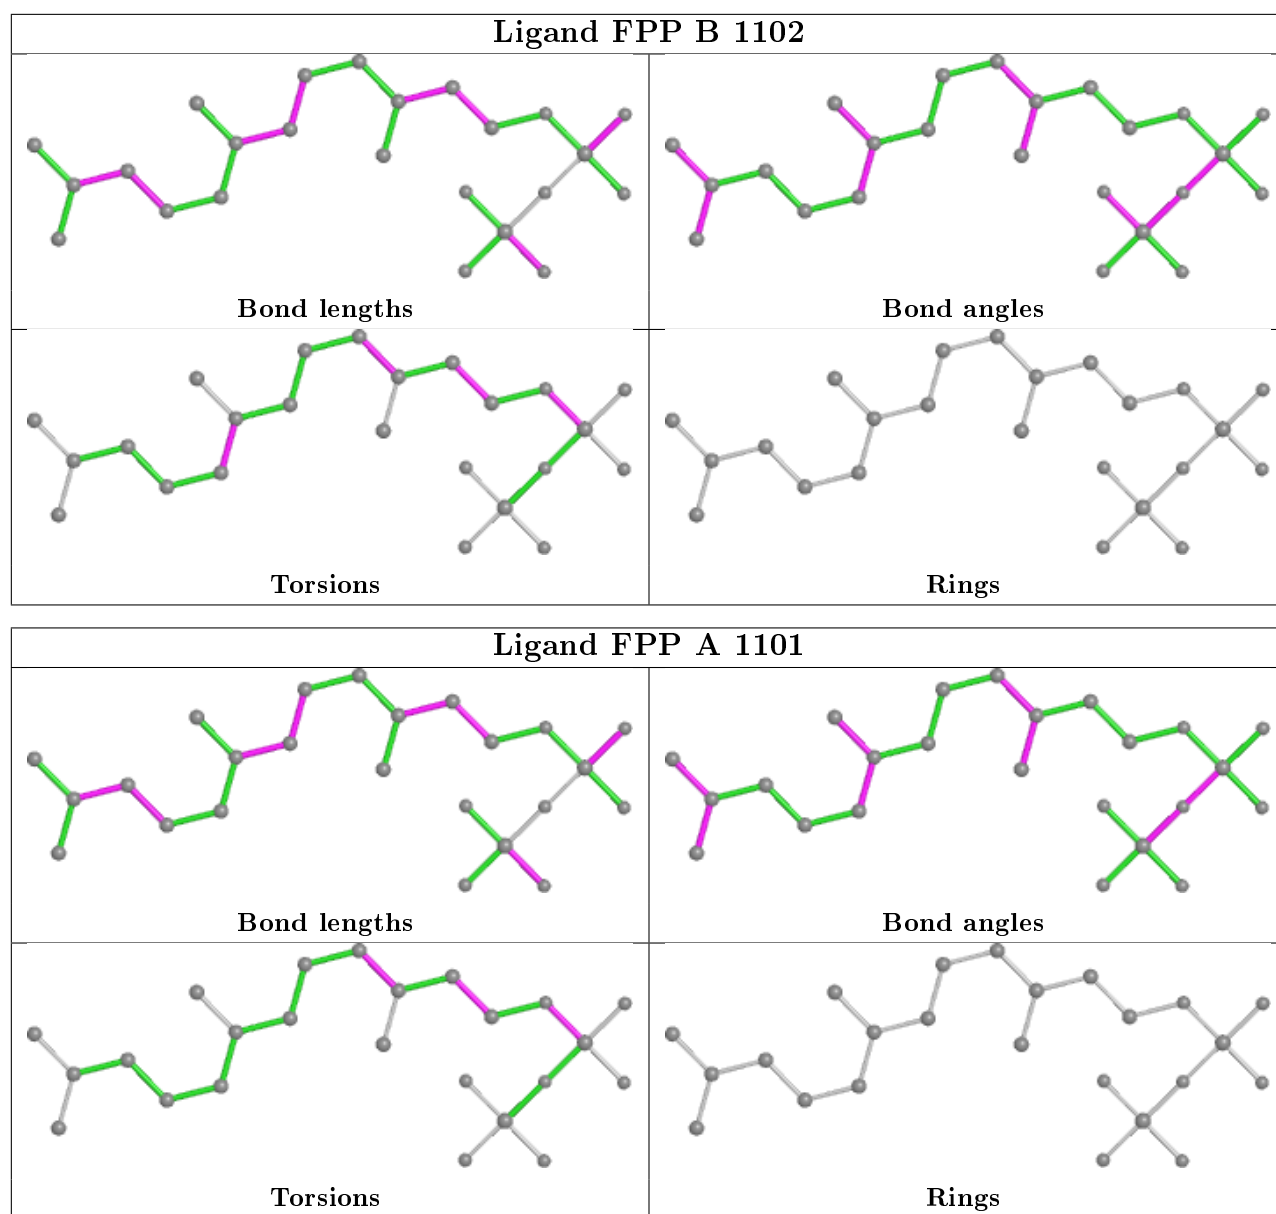 Ligand FPP B 1102
Bond lengths
Bond angles
Torsions
Rings
Ligand FPP A 1101
Bond lengths
Bond angles
Torsions
Rings